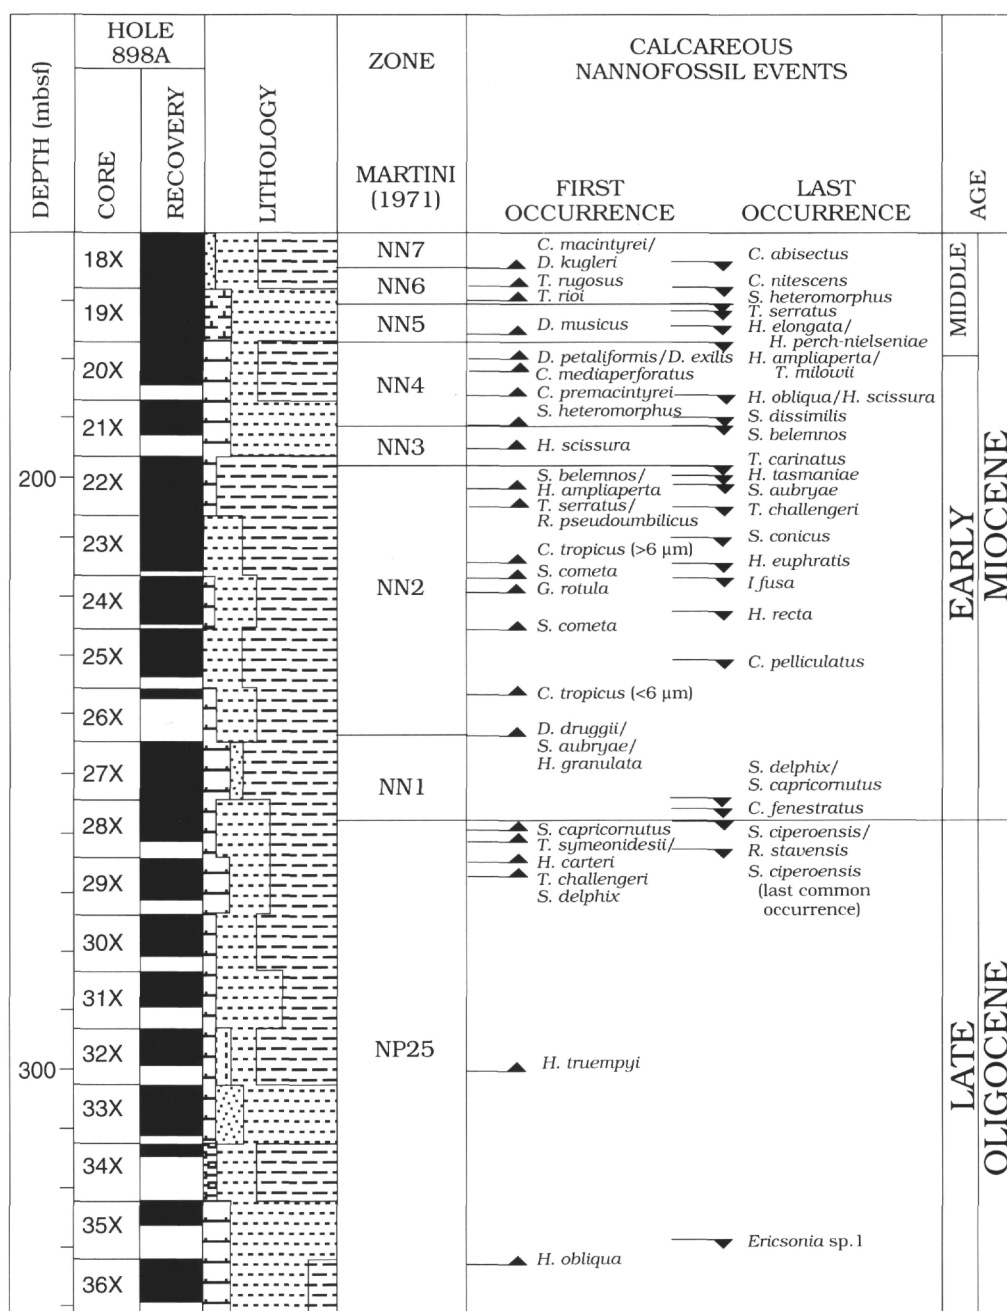 DEPTH (mbsf)
HOLE
898A
CORE
RECOVERY
LITHOLOGY
ZONE
MARTINI
(1971)
CALCAREOUS
NANNOFOSSIL EVENTS
FIRST
OCCURRENCE
LAST
OCCURRENCE
AGE
200
300
18X
19X
20X
21X
22X
23X
24X
25X
26X
27X
28X
29X
30X
31X
32X
33X
34X
35X
36X
NN7
NN6
NN5
NN4
NN3
NN2
NN1
NP25
C. macintyrei/
D. kugleri
T. rugosus
T. rioi
D. musicus
D. petaliformis/D. exilis
C. mediaperforatus
C. premacintyrei
S. heteromorphus
H. scissura
S. belemnos/
H. ampliaperta
T. serratus/
R. pseudoumbilicus
C. tropicus (>6 μm)
S. cometa
G. rotula
S. cometa
C. tropicus (<6 μm)
D. druggii/
S. aubryae/
H. granulata
S. capricornutus
T. symeonidesii/
H. carteri
T. challengeri
S. delphix
H. truempyi
H. obliqua
C. abisectus
C. nitescens
S. heteromorphus
T. serratus
H. elongata/
H. perch-nielseniae
H. ampliaperta/
T. milowii
H. obliqua/H. scissura
S. dissimilis
S. belemnos
T. carinatus
H. tasmaniae
S. aubryae
T. challengeri
S. conicus
H. euphratis
I fusa
H. recta
C. pelliculatus
S. delphix/
S. capricornutus
C. fenestratus
S. ciperoensis/
R. stavensis
S. ciperoensis
(last common
occurrence)
Ericsonia sp.1
MIDDLE
EARLY
MIOCENE
LATE
OLIGOCENE